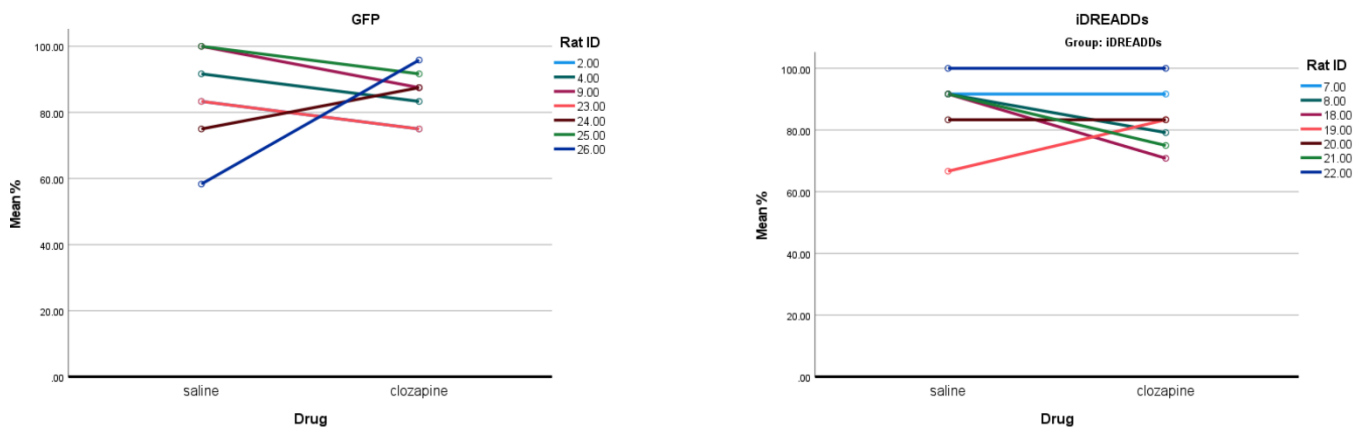 GFP
Mean %
100.00
80.00
60.00
40.00
20.00
.00
saline
clozapine
Drug
Rat ID
2.00
4.00
9.00
23.00
24.00
25.00
26.00
iDREADDs
Group: iDREADDs
Mean %
100.00
80.00
60.00
40.00
20.00
.00
saline
clozapine
Drug
Rat ID
7.00
8.00
18.00
19.00
20.00
21.00
22.00